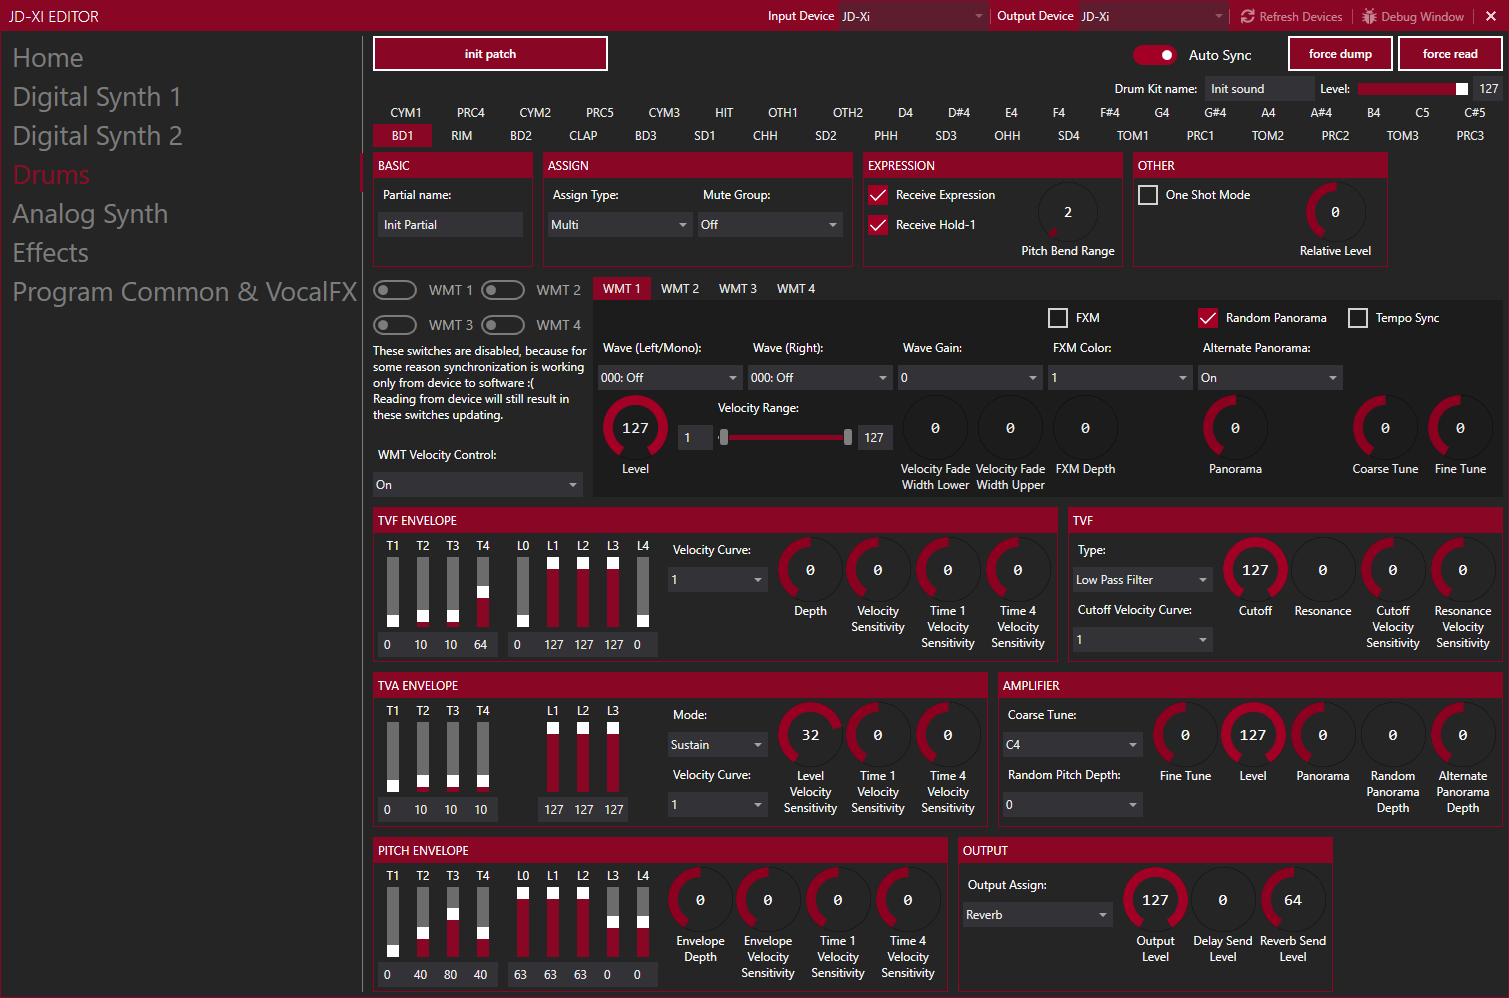 JD-XI EDITOR
Input Device JD-Xi Output Device JD-Xi Refresh Devices Debug Window
Home
Digital Synth 1
Digital Synth 2
Drums
Analog Synth
Effects
Program Common & VocalFX
init patch
Auto Sync
force dump
force read
Drum Kit name: Init sound Level: 127
CYM1 PRC4 CYM2 PRC5 CYM3 HIT OTH1 OTH2 D4 D#4 E4 F4 F#4 G4 G#4 A4 A#4 B4 C5 C#5
BD1 RIM BD2 CLAP BD3 SD1 CHH SD2 PHH SD3 OHH SD4 TOM1 PRC1 TOM2 PRC2 TOM3 PRC3
BASIC
Partial name:
Init Partial
ASSIGN
Assign Type: Mute Group:
Multi Off
EXPRESSION
Receive Expression
Receive Hold-1
2
Pitch Bend Range
OTHER
One Shot Mode
0
Relative Level
WMT 1 WMT 2
WMT 3 WMT 4
These switches are disabled, because for
some reason synchronization is working
only from device to software :(
Reading from device will still result in
these switches updating.
WMT Velocity Control:
On
WMT 1 WMT 2 WMT 3 WMT 4
FXM Random Panorama Tempo Sync
Wave (Left/Mono): Wave (Right): Wave Gain: FXM Color: Alternate Panorama:
000: Off 000: Off 0 1 On
127
Level
Velocity Range:
1 127
0 0 0 0 0 0
Velocity Fade Velocity Fade FXM Depth Panorama Coarse Tune Fine Tune
Width Lower Width Upper
TVF ENVELOPE
T1 T2 T3 T4 L0 L1 L2 L3 L4
0 10 10 64 0 127 127 127 0
Velocity Curve:
1
0 0 0 0
Depth Velocity Time 1 Time 4
Sensitivity Velocity Velocity
Sensitivity Sensitivity
TVF
Type:
Low Pass Filter
Cutoff Velocity Curve:
1
127 0 0 0
Cutoff Resonance Cutoff Resonance
Velocity Velocity
Sensitivity Sensitivity
TVA ENVELOPE
T1 T2 T3 T4 L1 L2 L3
0 10 10 10 127 127 127
Mode:
Sustain
Velocity Curve:
1
32 0 0
Level Time 1 Time 4
Velocity Velocity Velocity
Sensitivity Sensitivity Sensitivity
AMPLIFIER
Coarse Tune:
C4
Random Pitch Depth:
0
0 127 0 0 0
Fine Tune Level Panorama Random Alternate
Panorama Panorama
Depth Depth
PITCH ENVELOPE
T1 T2 T3 T4 L0 L1 L2 L3 L4
0 40 80 40 63 63 63 0 0
0 0 0 0
Envelope Envelope Time 1 Time 4
Depth Velocity Velocity Velocity
Sensitivity Sensitivity Sensitivity
OUTPUT
Output Assign:
Reverb
127 0 64
Output Delay Send Reverb Send
Level Level Level